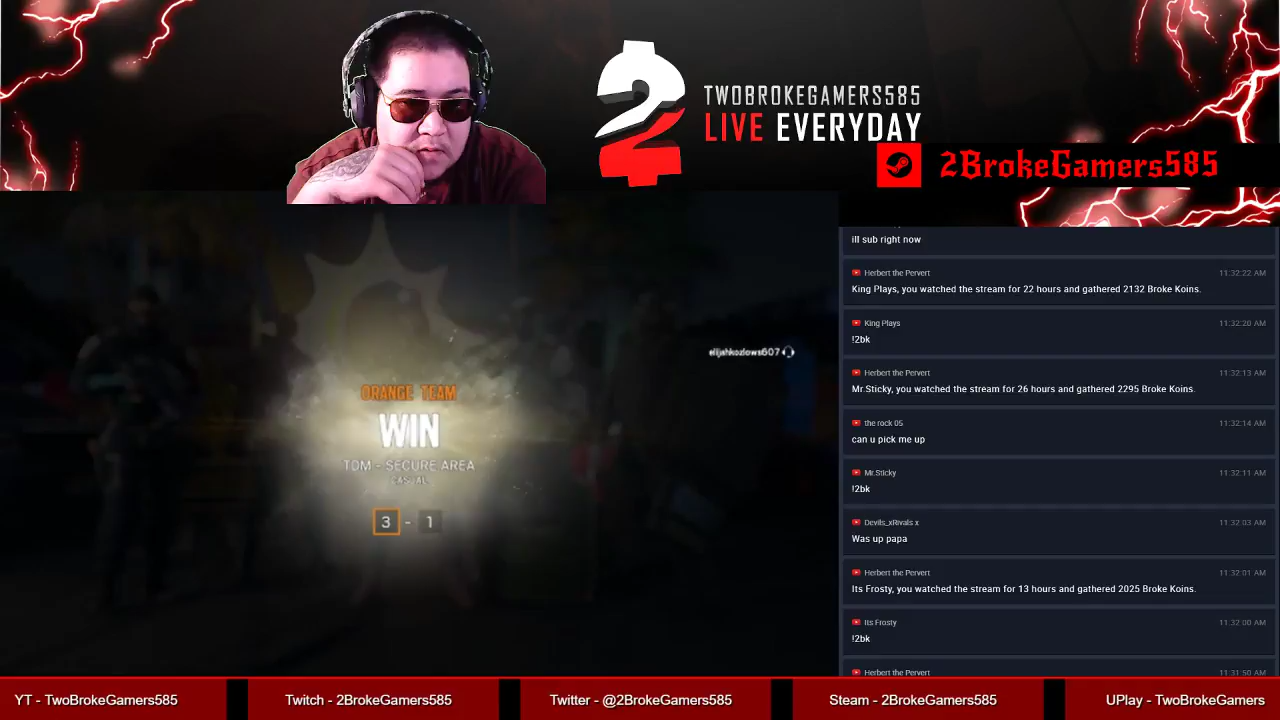 TWOBROKEGAMERS585
LIVE EVERYDAY
2BrokeGamers585
elijahkozlows607
ORANGE TEAM
WIN
TDM - SECURE AREA
CASUAL
3 - 1
ill sub right now
Herbert the Pervert 11:32:22 AM
King Plays, you watched the stream for 22 hours and gathered 2132 Broke Koins.
King Plays 11:32:20 AM
!2bk
Herbert the Pervert 11:32:13 AM
Mr.Sticky, you watched the stream for 26 hours and gathered 2295 Broke Koins.
the rock 05 11:32:14 AM
can u pick me up
Mr.Sticky 11:32:11 AM
!2bk
Devils_xRivals x 11:32:03 AM
Was up papa
Herbert the Pervert 11:32:01 AM
Its Frosty, you watched the stream for 13 hours and gathered 2025 Broke Koins.
Its Frosty 11:32:00 AM
!2bk
Herbert the Pervert 11:31:50 AM
YT - TwoBrokeGamers585
Twitch - 2BrokeGamers585
Twitter - @2BrokeGamers585
Steam - 2BrokeGamers585
UPlay - TwoBrokeGamers